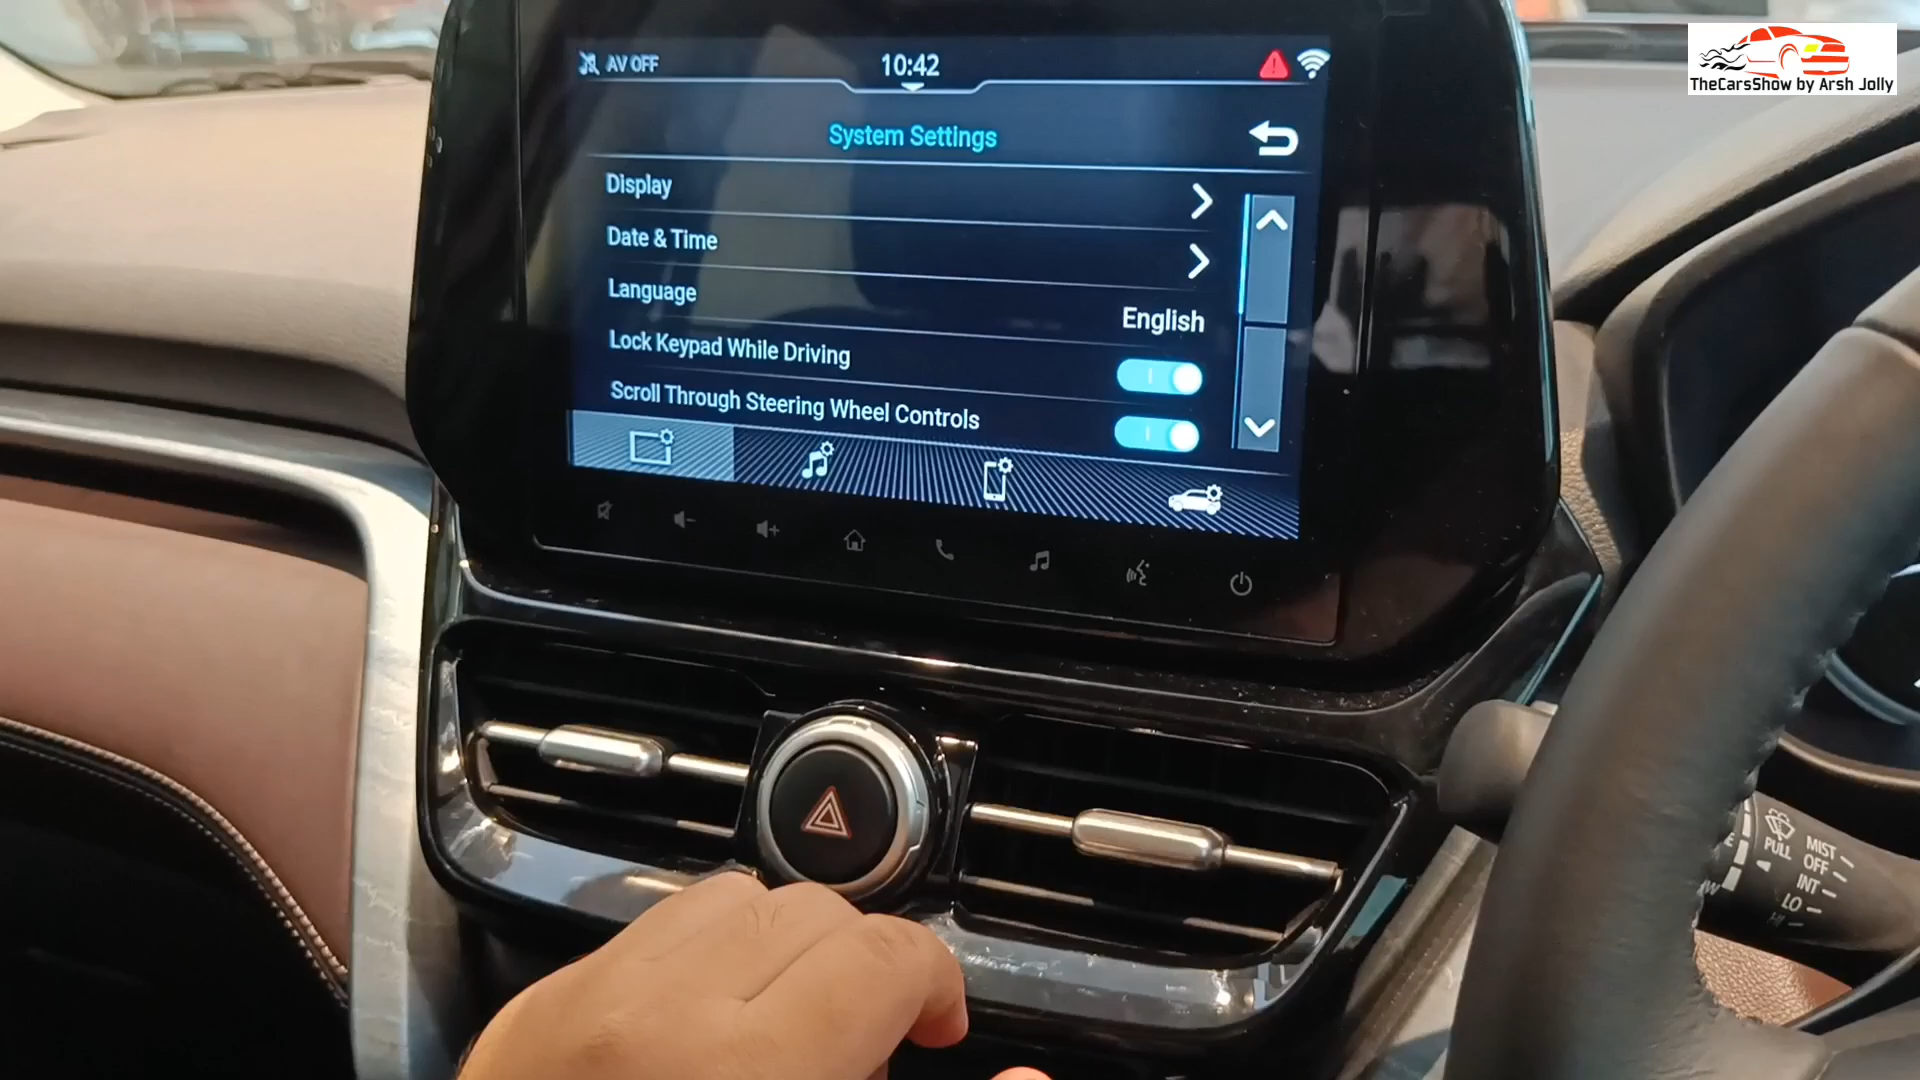 AV OFF
10:42
TheCarsShow by Arsh Jolly
System Settings
Display
Date & Time
Language
English
Lock Keypad While Driving
Scroll Through Steering Wheel Controls
PULL
MIST
OFF
INT
LO
HI